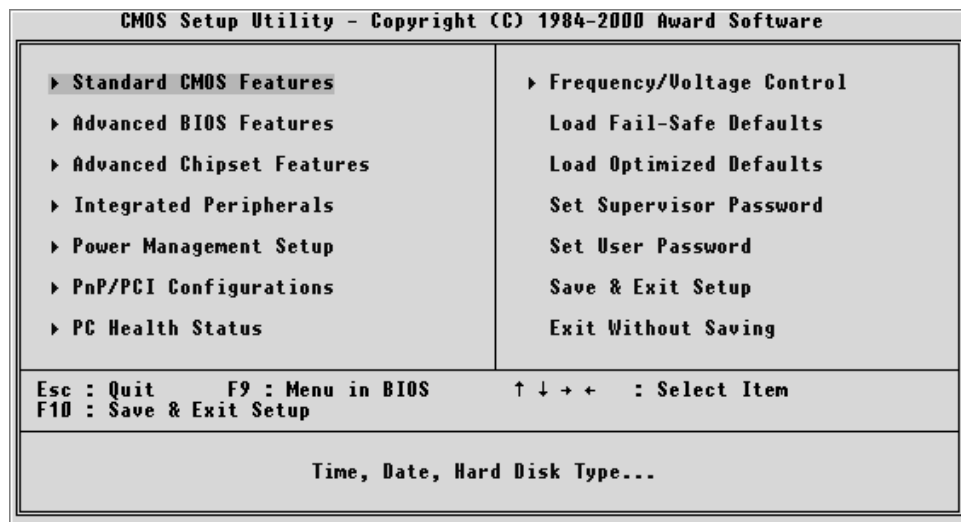 CMOS Setup Utility - Copyright (C) 1984-2000 Award Software
▸ Standard CMOS Features
▸ Advanced BIOS Features
▸ Advanced Chipset Features
▸ Integrated Peripherals
▸ Power Management Setup
▸ PnP/PCI Configurations
▸ PC Health Status
▸ Frequency/Voltage Control
Load Fail-Safe Defaults
Load Optimized Defaults
Set Supervisor Password
Set User Password
Save & Exit Setup
Exit Without Saving
Esc : Quit F9 : Menu in BIOS ↑ ↓ → ← : Select Item
F10 : Save & Exit Setup
Time, Date, Hard Disk Type...